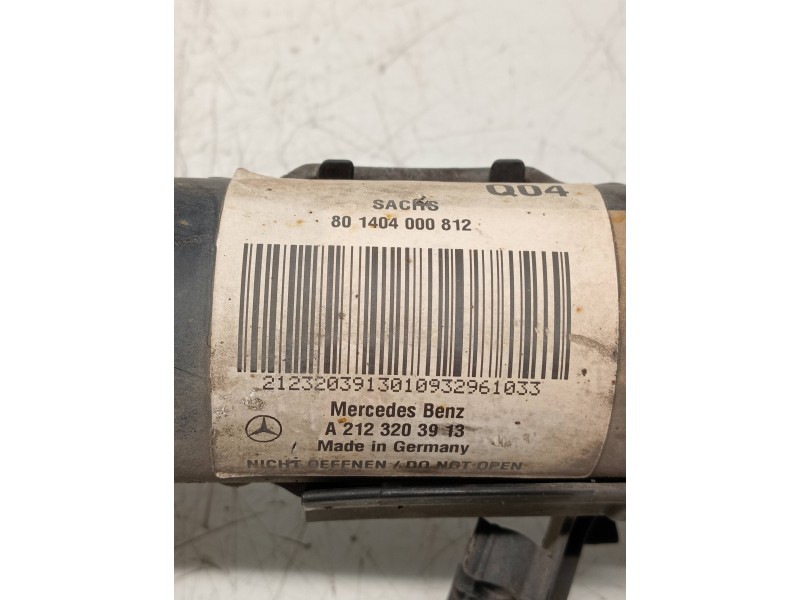 Q04
SACHS
80 1404 000 812
2123203913010932961033
Mercedes Benz
A 212 320 39 13
Made in Germany
NICHT OEFFNEN / DO NOT OPEN